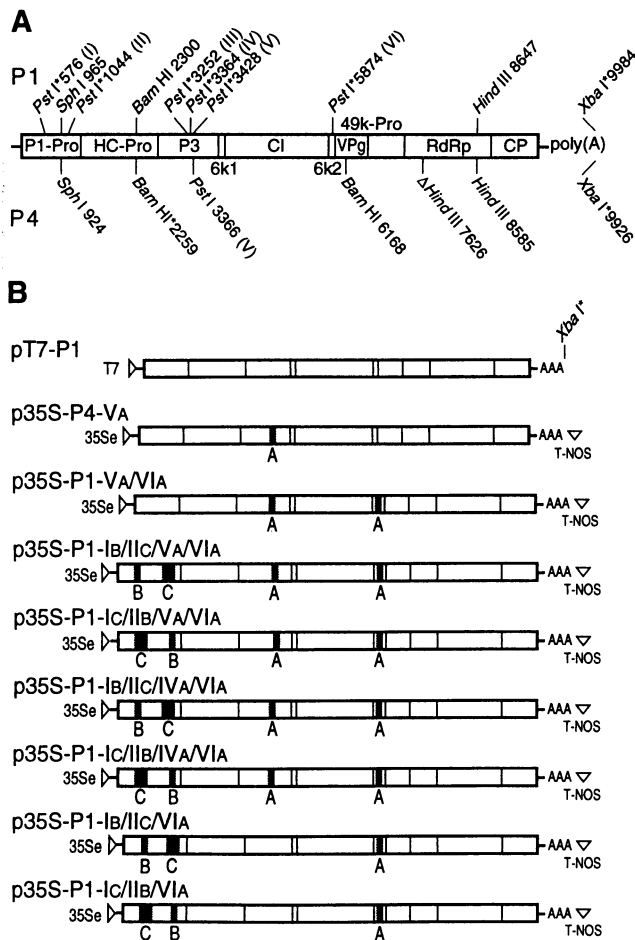 A
P1
Pst I*576 (I)
Sph I 965
Pst I*1044 (II)
Bam HI 2300
Pst I*3252 (III)
Pst I*3364 (IV)
Pst I*3428 (V)
Pst I*5874 (VI)
Hind III 8647
Xba I*9984
49k-Pro
P1-Pro HC-Pro P3 CI VPg RdRp CP poly(A)
6k1 6k2
P4
Sph I 924
Bam HI*2259
Pst I 3366 (V)
Bam HI 6168
ΔHind III 7626
Hind III 8585
Xba I*9926
B
Xba I*
pT7-P1
T7 AAA
p35S-P4-VA
35Se AAA
A T-NOS
p35S-P1-VA/VIA
35Se AAA
A A T-NOS
p35S-P1-IB/IIC/VA/VIA
35Se AAA
B C A A T-NOS
p35S-P1-IC/IIB/VA/VIA
35Se AAA
C B A A T-NOS
p35S-P1-IB/IIC/IVA/VIA
35Se AAA
B C A A T-NOS
p35S-P1-IC/IIB/IVA/VIA
35Se AAA
C B A A T-NOS
p35S-P1-IB/IIC/VIA
35Se AAA
B C A T-NOS
p35S-P1-IC/IIB/VIA
35Se AAA
C B A T-NOS